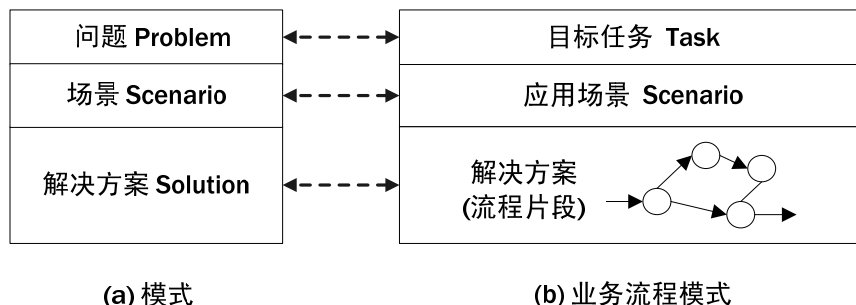 问题 Problem
目标任务 Task
场景 Scenario
应用场景 Scenario
解决方案 Solution
解决方案
(流程片段)
(a) 模式
(b) 业务流程模式